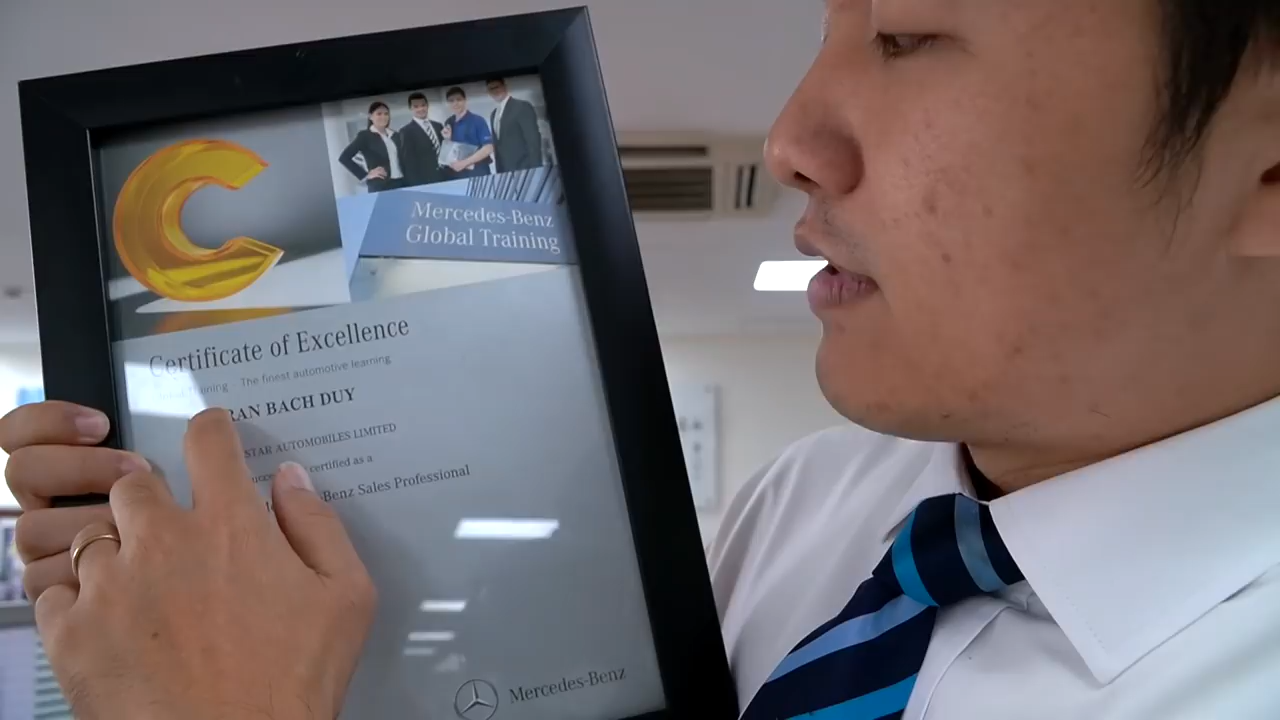 Mercedes-Benz
Global Training
Certificate of Excellence
The finest automotive learning
RAN BACH DUY
STAR AUTOMOBILES LIMITED
certified as a
-Benz Sales Professional
Mercedes-Benz